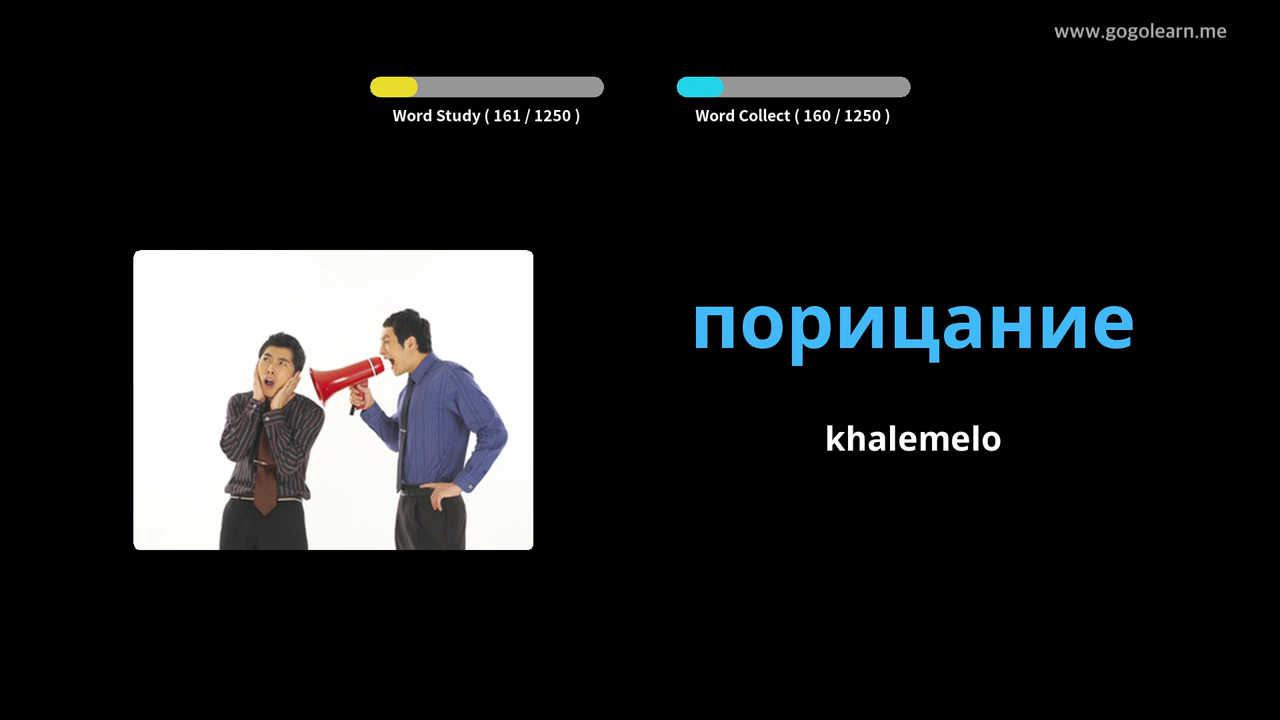 www.gogolearn.me
Word Study ( 161 / 1250 )
Word Collect ( 160 / 1250 )
порицание
khalemelo